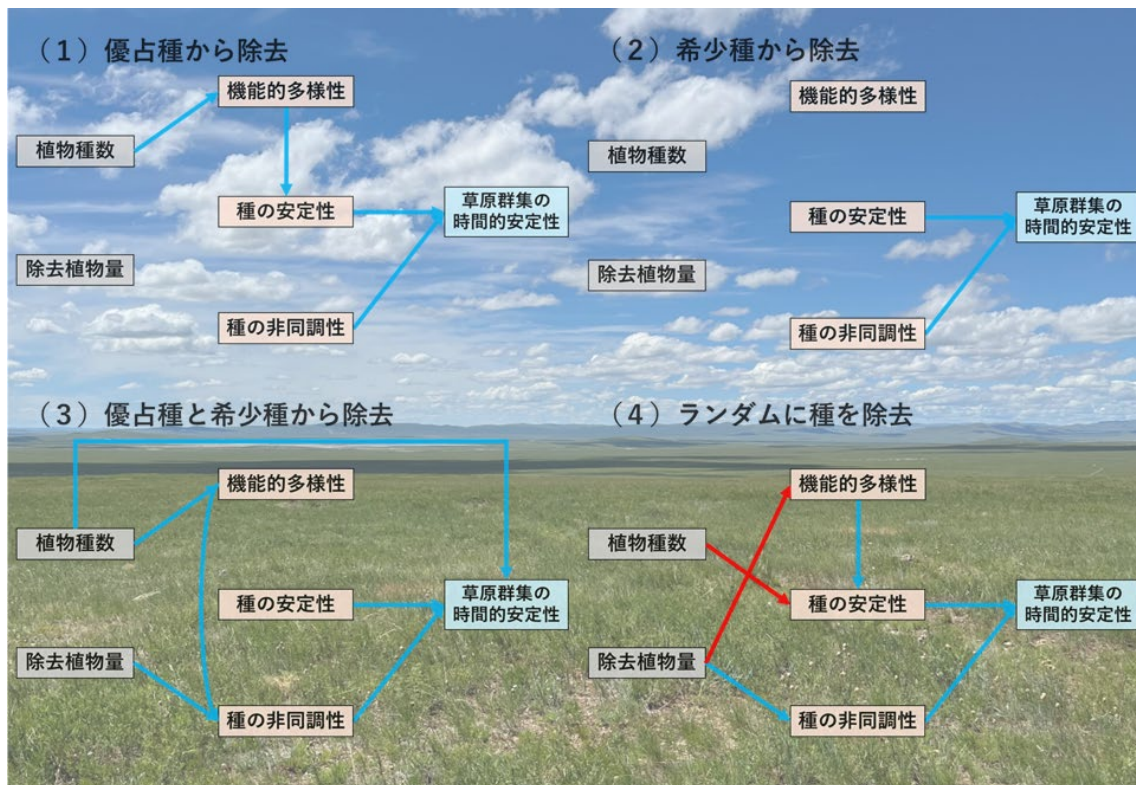 （1）優占種から除去
機能的多様性
植物種数
種の安定性
草原群集の
時間的安定性
除去植物量
種の非同調性
（2）希少種から除去
機能的多様性
植物種数
種の安定性
草原群集の
時間的安定性
除去植物量
種の非同調性
（3）優占種と希少種から除去
機能的多様性
植物種数
種の安定性
草原群集の
時間的安定性
除去植物量
種の非同調性
（4）ランダムに種を除去
機能的多様性
植物種数
種の安定性
草原群集の
時間的安定性
除去植物量
種の非同調性